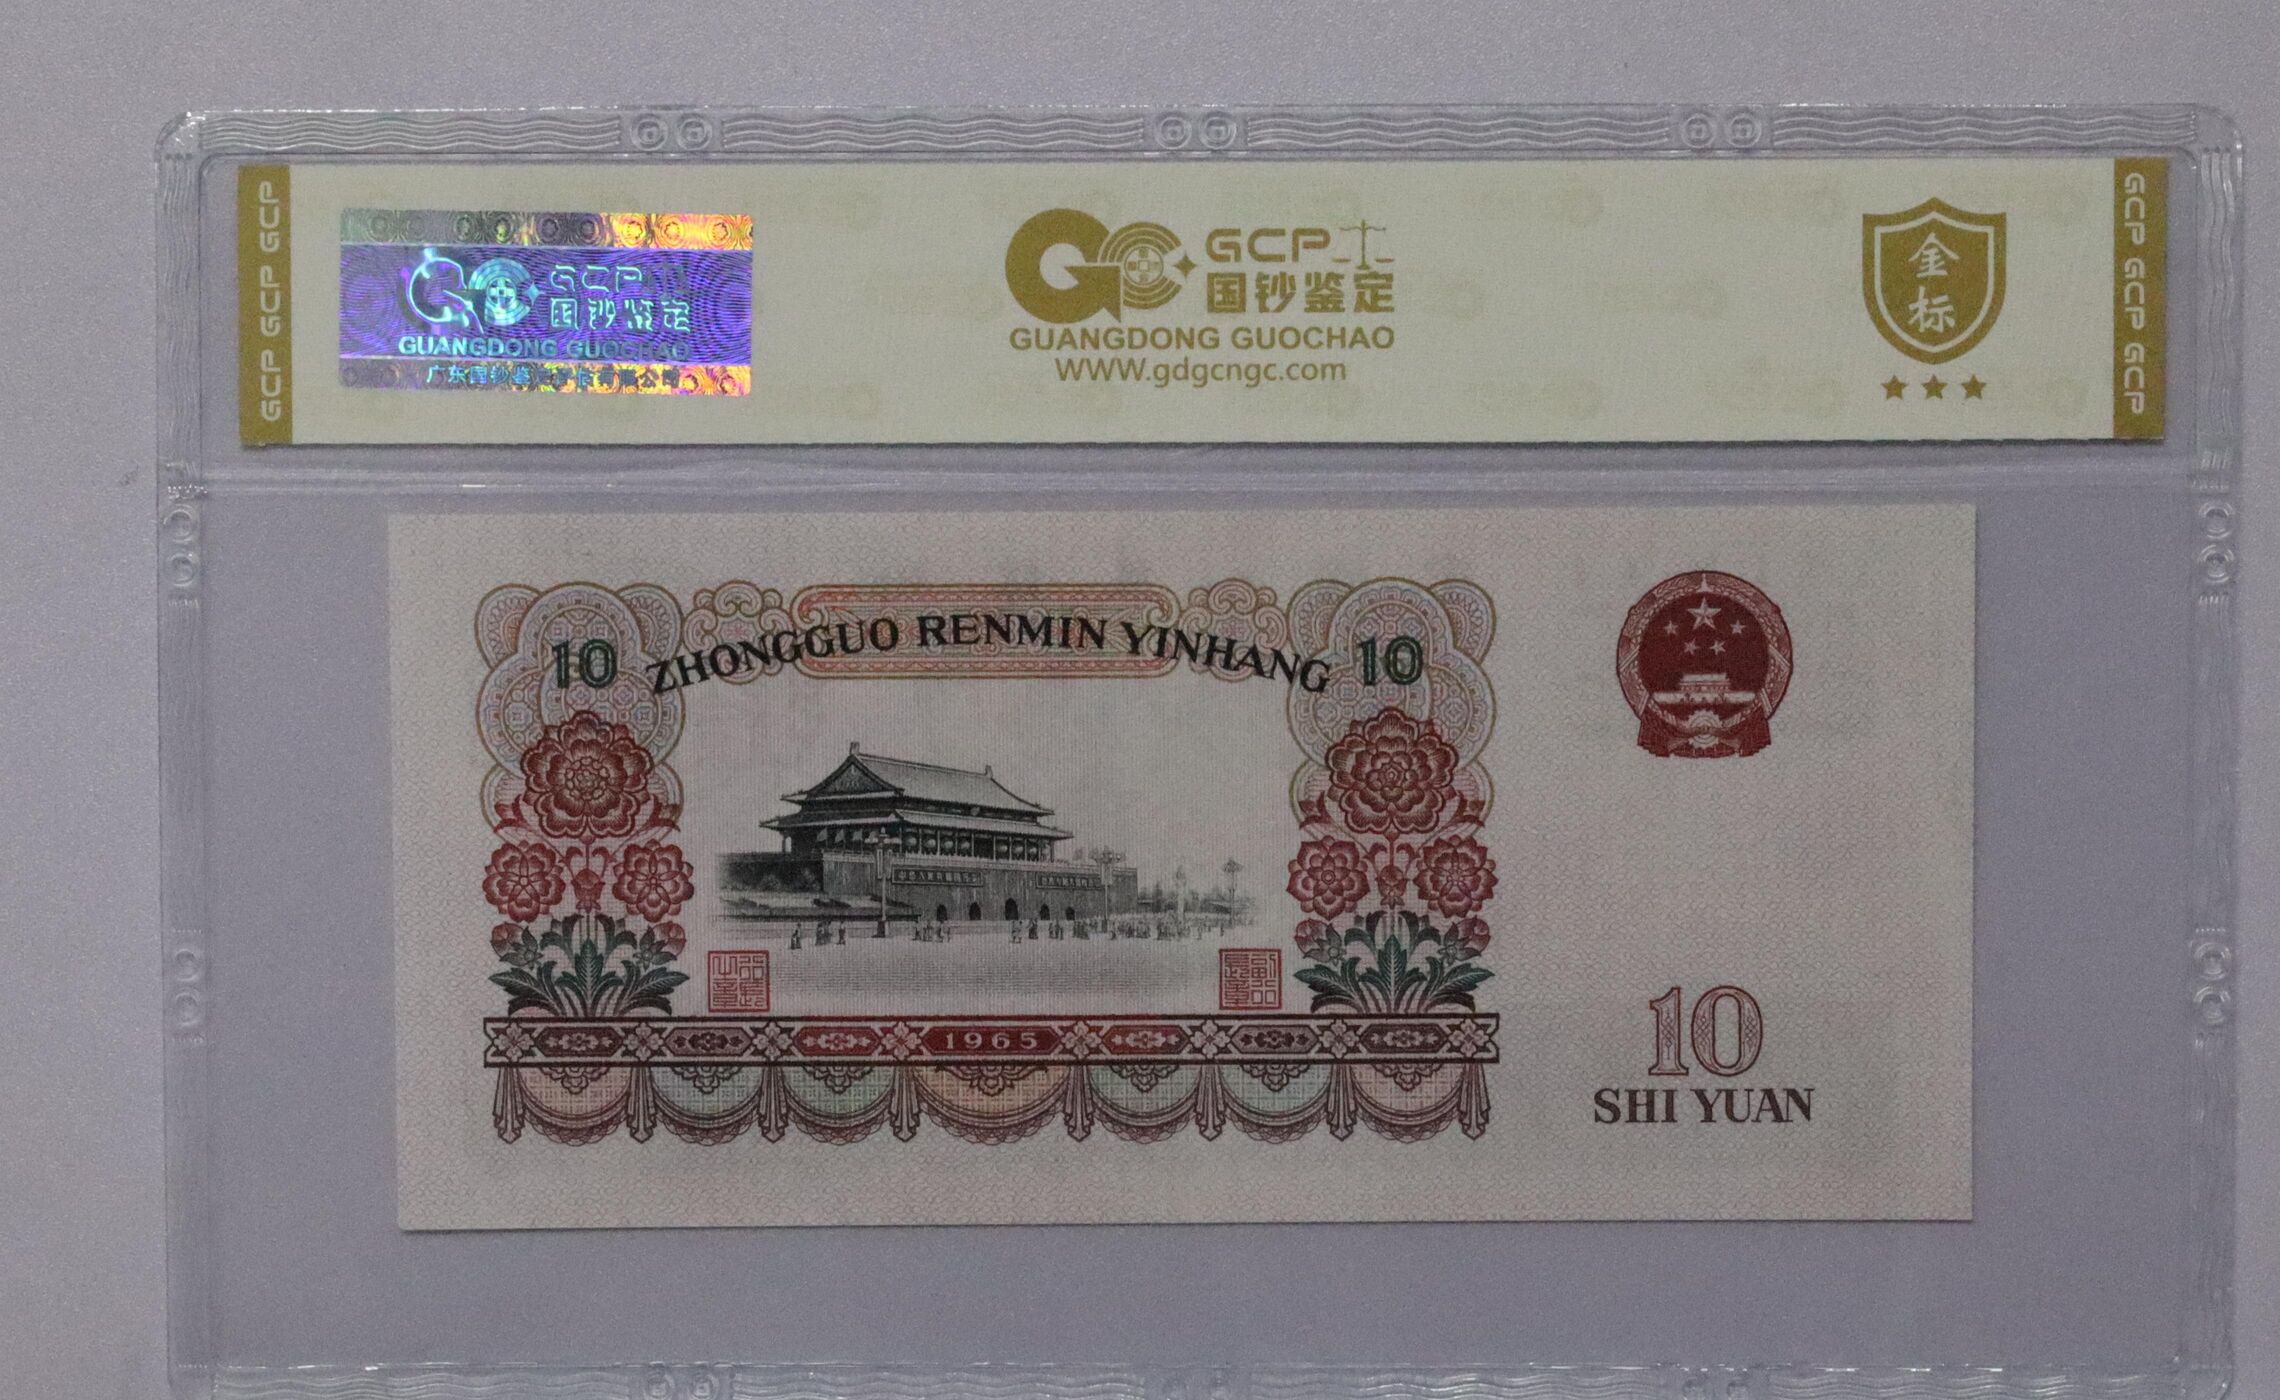 GCP GCP GCP
GCP
国钞鉴定
GUANGDONG GUOCHAO
GCP
国钞鉴定
GUANGDONG GUOCHAO
WWW.gdgcngc.com
金标
GCP GCP GCP
10 ZHONGGUO RENMIN YINHANG 10
1965
10
SHI YUAN